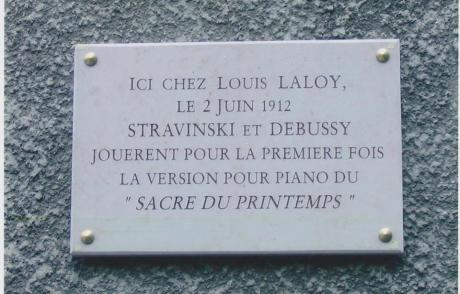 ICI CHEZ LOUIS LALOY,
LE 2 JUIN 1912
STRAVINSKI ET DEBUSSY
JOUERENT POUR LA PREMIERE FOIS
LA VERSION POUR PIANO DU
" SACRE DU PRINTEMPS "